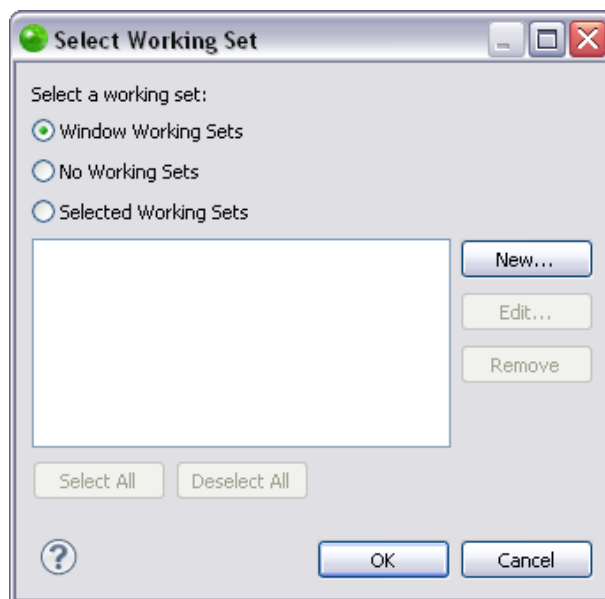 Select Working Set
Select a working set:
Window Working Sets
No Working Sets
Selected Working Sets
New...
Edit...
Remove
Select All Deselect All
? OK Cancel